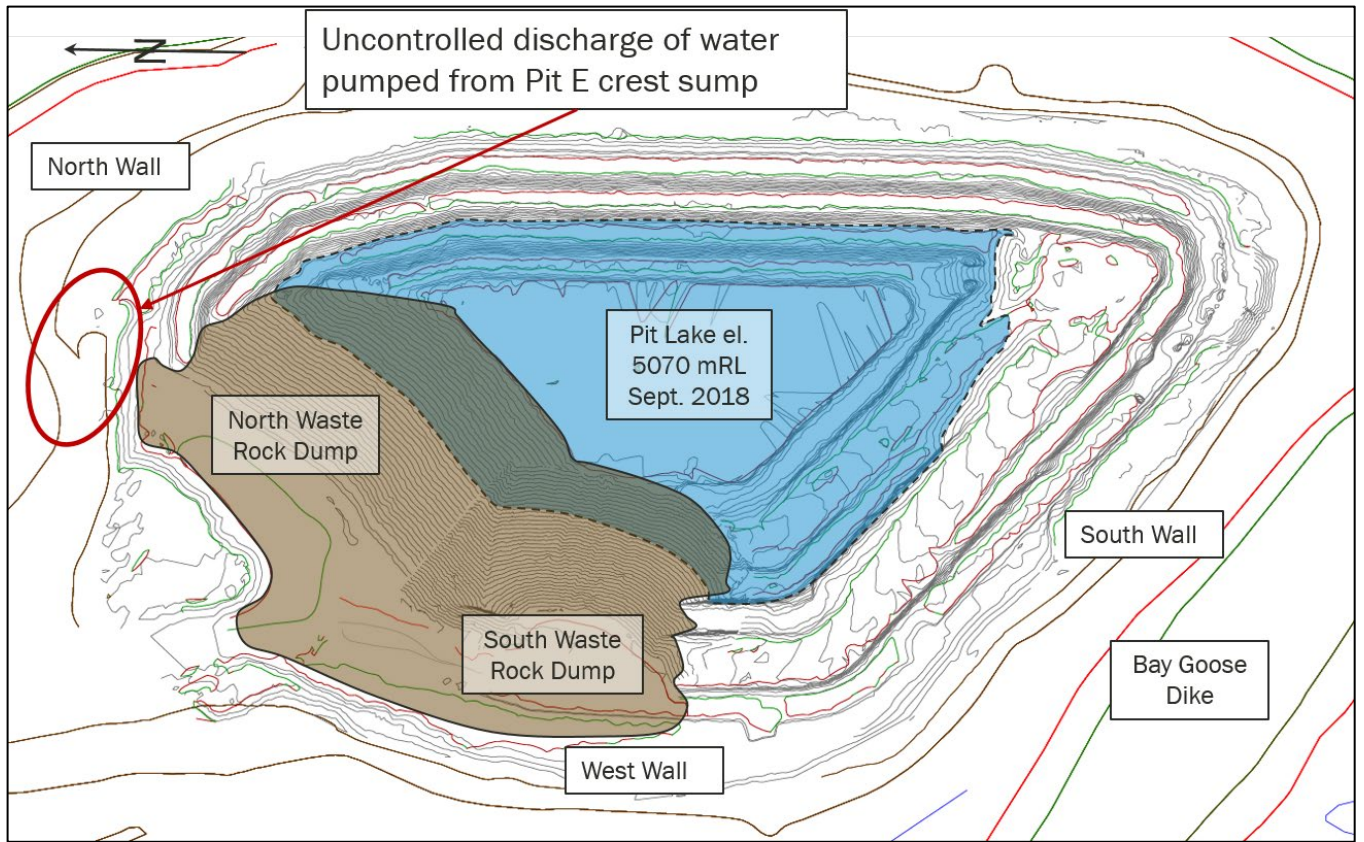 N
Uncontrolled discharge of water
pumped from Pit E crest sump
North Wall
Pit Lake el.
5070 mRL
Sept. 2018
North Waste
Rock Dump
South Waste
Rock Dump
South Wall
Bay Goose
Dike
West Wall